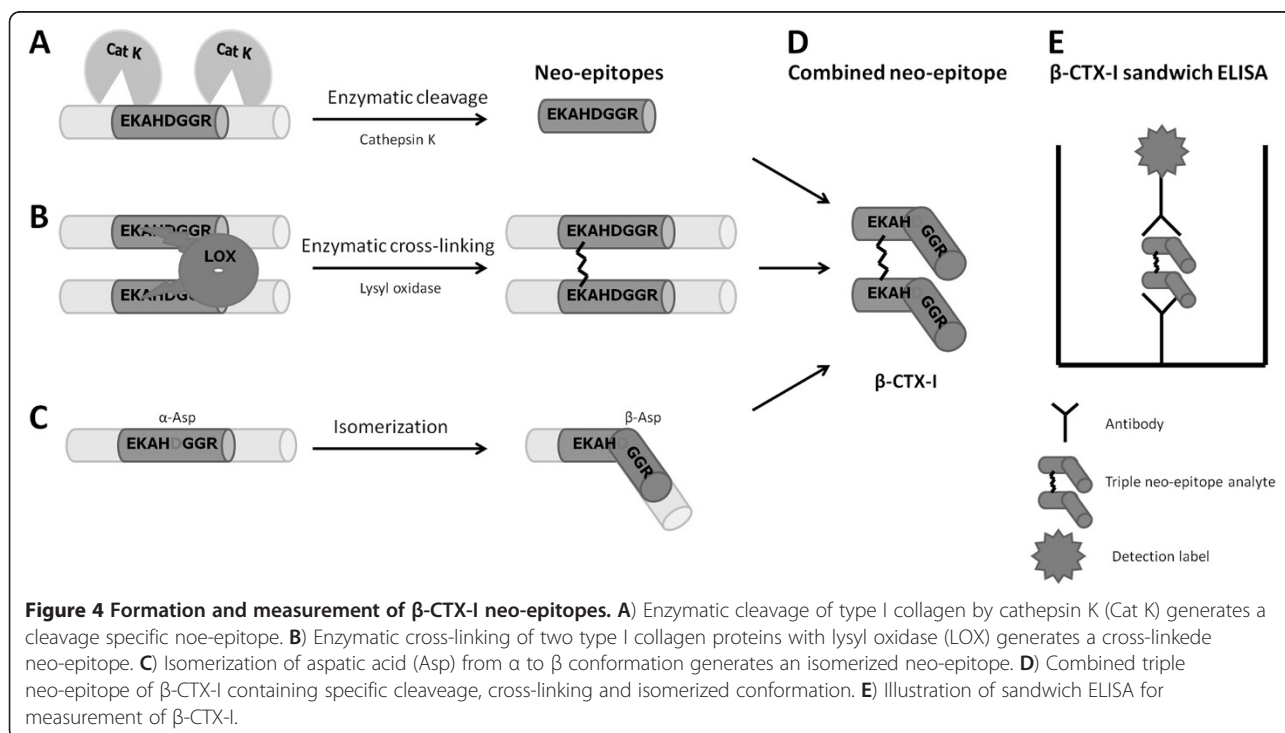 A
Cat K
Cat K
EKAHDGGR
Enzymatic cleavage
Cathepsin K
Neo-epitopes
EKAHDGGR
B
EKAHDGGR
EKAHDGGR
LOX
Enzymatic cross-linking
Lysyl oxidase
EKAHDGGR
EKAHDGGR
C
α-Asp
EKAHDGGR
Isomerization
β-Asp
EKAHD
GGR
D
Combined neo-epitope
EKAHD
GGR
EKAHD
GGR
β-CTX-I
E
β-CTX-I sandwich ELISA
Antibody
Triple neo-epitope analyte
Detection label
Figure 4 Formation and measurement of β-CTX-I neo-epitopes. A) Enzymatic cleavage of type I collagen by cathepsin K (Cat K) generates a
cleavage specific noe-epitope. B) Enzymatic cross-linking of two type I collagen proteins with lysyl oxidase (LOX) generates a cross-linkede
neo-epitope. C) Isomerization of aspatic acid (Asp) from α to β conformation generates an isomerized neo-epitope. D) Combined triple
neo-epitope of β-CTX-I containing specific cleaveage, cross-linking and isomerized conformation. E) Illustration of sandwich ELISA for
measurement of β-CTX-I.